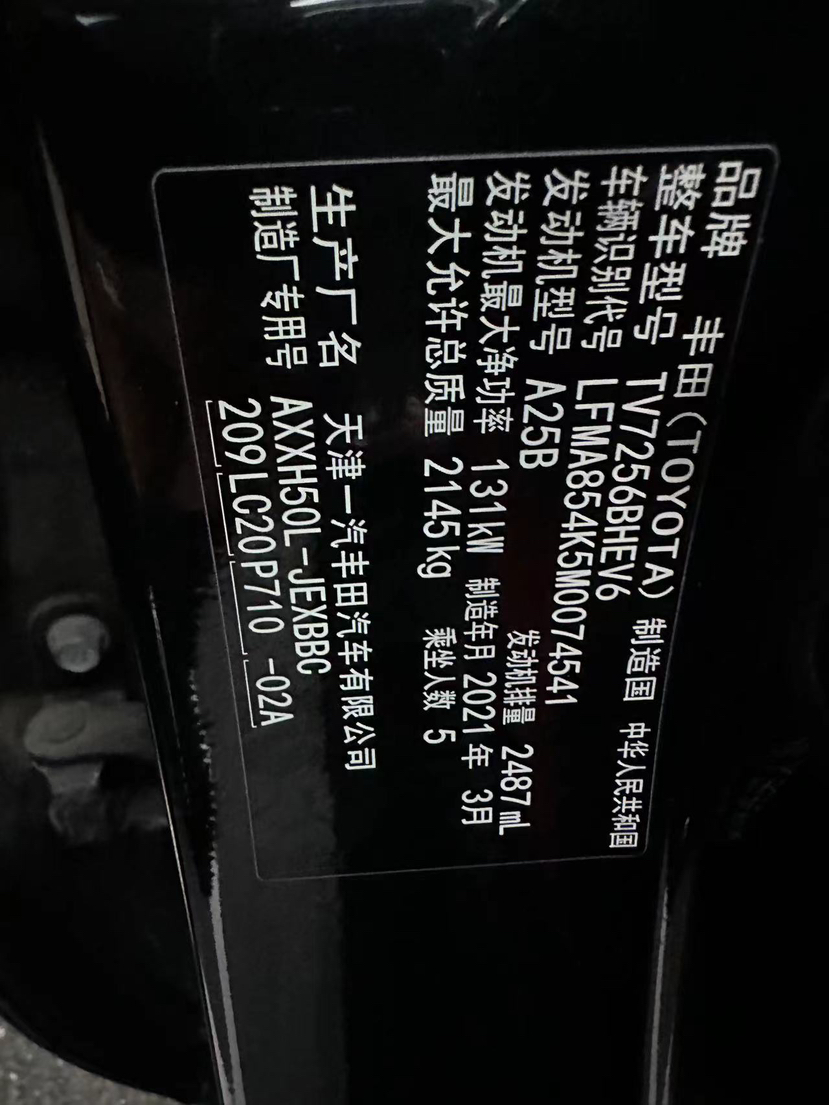 品牌 丰田(TOYOTA) 制造国 中华人民共和国
整车型号 TV7256BHEV6
车辆识别代号 LFMA854K5M0074541
发动机型号 A25B 发动机排量 2487mL
发动机最大净功率 131kW 制造年月 2021年 3月
最大允许总质量 2145kg 乘坐人数 5
生产厂名 天津一汽丰田汽车有限公司
制造厂专用号 AXXH50L-JEXBBC
209LC20P710 -02A